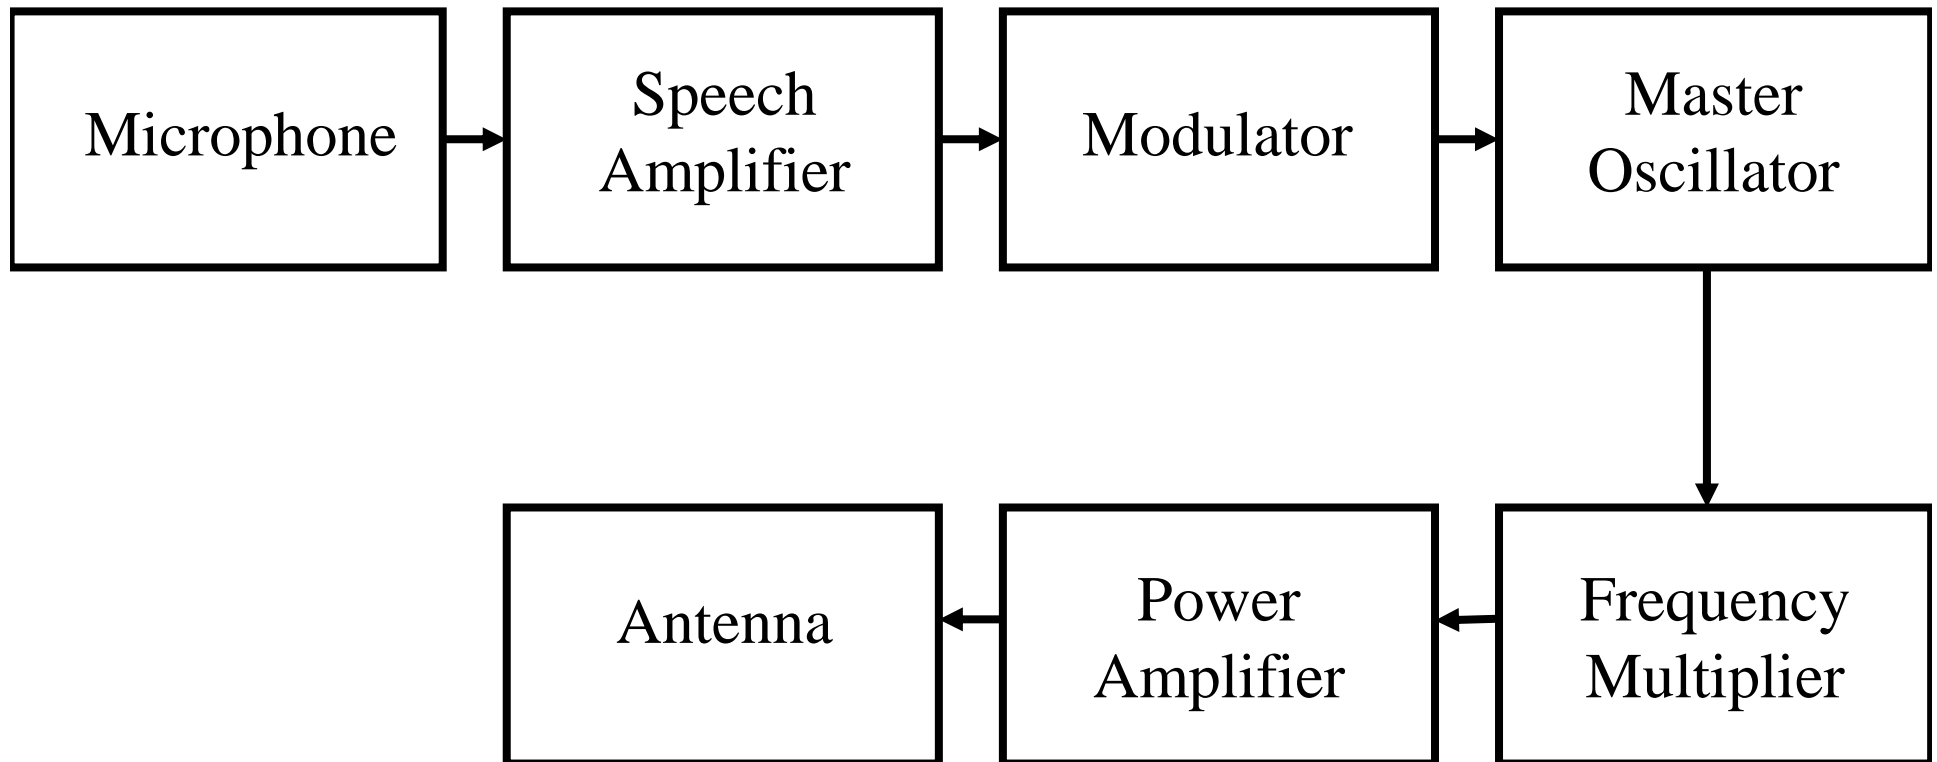 Microphone
Speech
Amplifier
Modulator
Master
Oscillator
Antenna
Power
Amplifier
Frequency
Multiplier